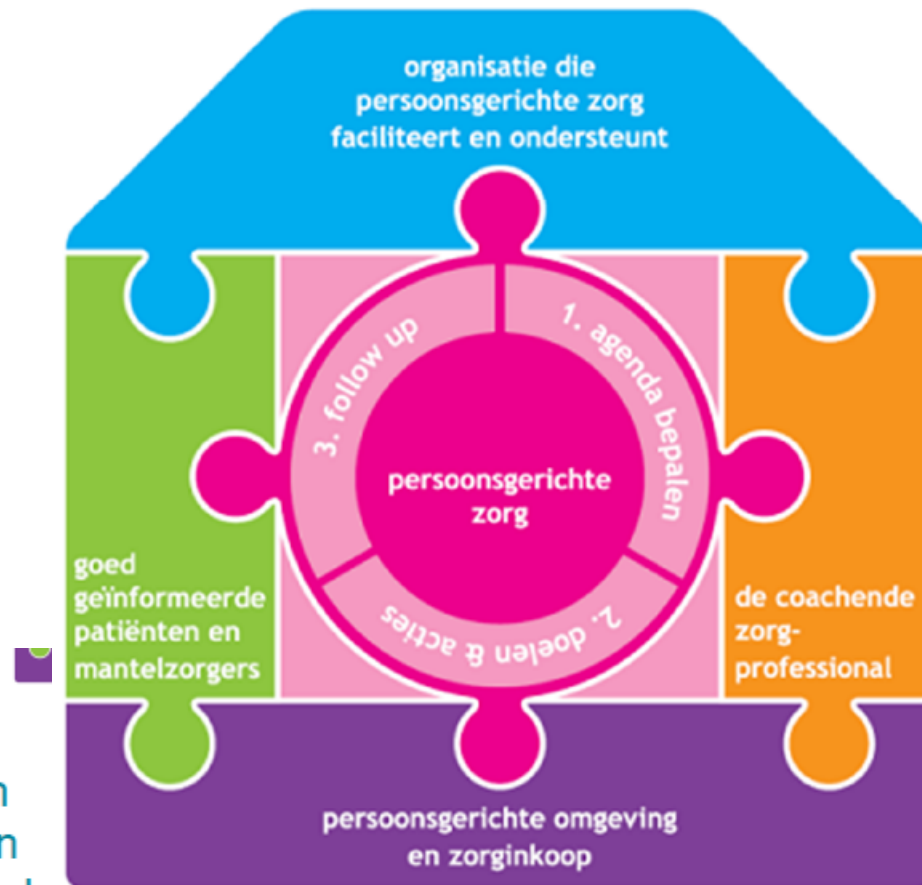 organisatie die
persoonsgerichte zorg
faciliteert en ondersteunt
1. agenda bepalen
2. doelen & acties
3. follow up
persoonsgerichte
zorg
goed
geïnformeerde
patiënten en
mantelzorgers
de coachende
zorg-
professional
persoonsgerichte omgeving
en zorginkoop